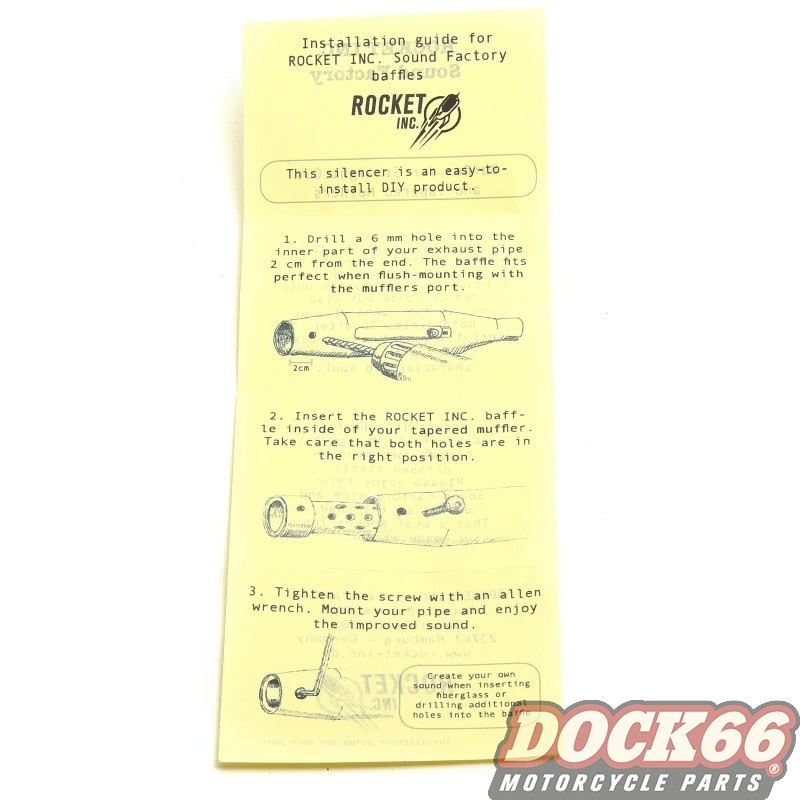 Installation guide for
ROCKET INC. Sound Factory
baffles
ROCKET
INC.
This silencer is an easy-to-
install DIY product.
1. Drill a 6 mm hole into the
inner part of your exhaust pipe
2 cm from the end. The baffle fits
perfect when flush-mounting with
the mufflers port.
2cm
2. Insert the ROCKET INC. baff-
le inside of your tapered muffler.
Take care that both holes are in
the right position.
3. Tighten the screw with an allen
wrench. Mount your pipe and enjoy
the improved sound.
Create your own
sound when inserting
fiberglass or
drilling additional
holes into the baffle
DOCK66®
MOTORCYCLE PARTS